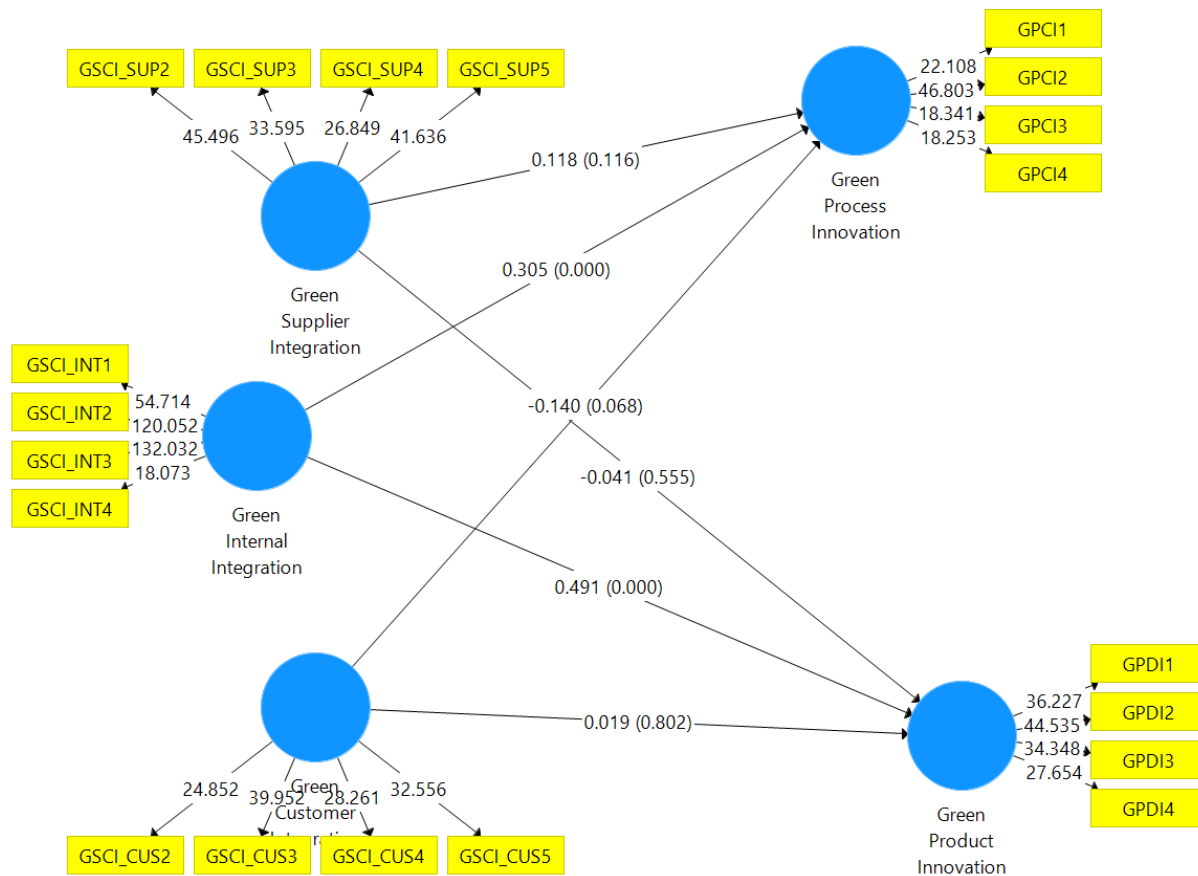 GSCI_SUP2
GSCI_SUP3
GSCI_SUP4
GSCI_SUP5
45.496
33.595
26.849
41.636
Green
Supplier
Integration
GPCI1
GPCI2
GPCI3
GPCI4
22.108
46.803
18.341
18.253
Green
Process
Innovation
0.118 (0.116)
0.305 (0.000)
-0.140 (0.068)
-0.041 (0.555)
GSCI_INT1
GSCI_INT2
GSCI_INT3
GSCI_INT4
54.714
120.052
132.032
18.073
Green
Internal
Integration
0.491 (0.000)
0.019 (0.802)
24.852
39.952
28.261
32.556
Green
Customer
GSCI_CUS2
GSCI_CUS3
GSCI_CUS4
GSCI_CUS5
GPDI1
GPDI2
GPDI3
GPDI4
36.227
44.535
34.348
27.654
Green
Product
Innovation